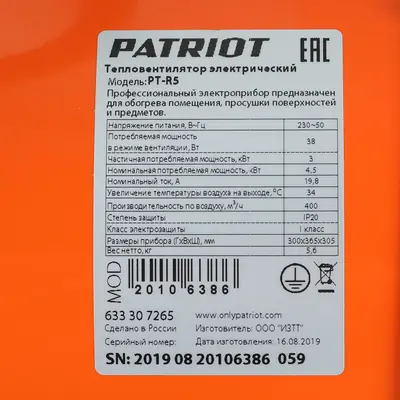 PATRIOT EAC
Тепловентилятор электрический
Модель: PT-R5
Профессиональный электроприбор предназначен
для обогрева помещения, просушки поверхностей
и предметов.
Напряжение питания, В~Гц 230~50
Потребляемая мощность
в режиме вентиляции, Вт 38
Частичная потребляемая мощность, кВт 3
Номинальная потребляемая мощность, кВт 4,5
Номинальный ток, А 19,8
Увеличение температуры воздуха на выходе, °С 34
Производительность по воздуху, м³/ч 400
Степень защиты IP20
Класс электрозащиты I класс
Размеры прибора (ГхВхШ), мм 300х365х305
Вес нетто, кг 5,6
MOD
20106386
633 30 7265 www.onlypatriot.com
Сделано в России Изготовитель: ООО "ИЗТТ"
Серийный номер: Дата изготовления: 16.08.2019
SN: 2019 08 20106386 059